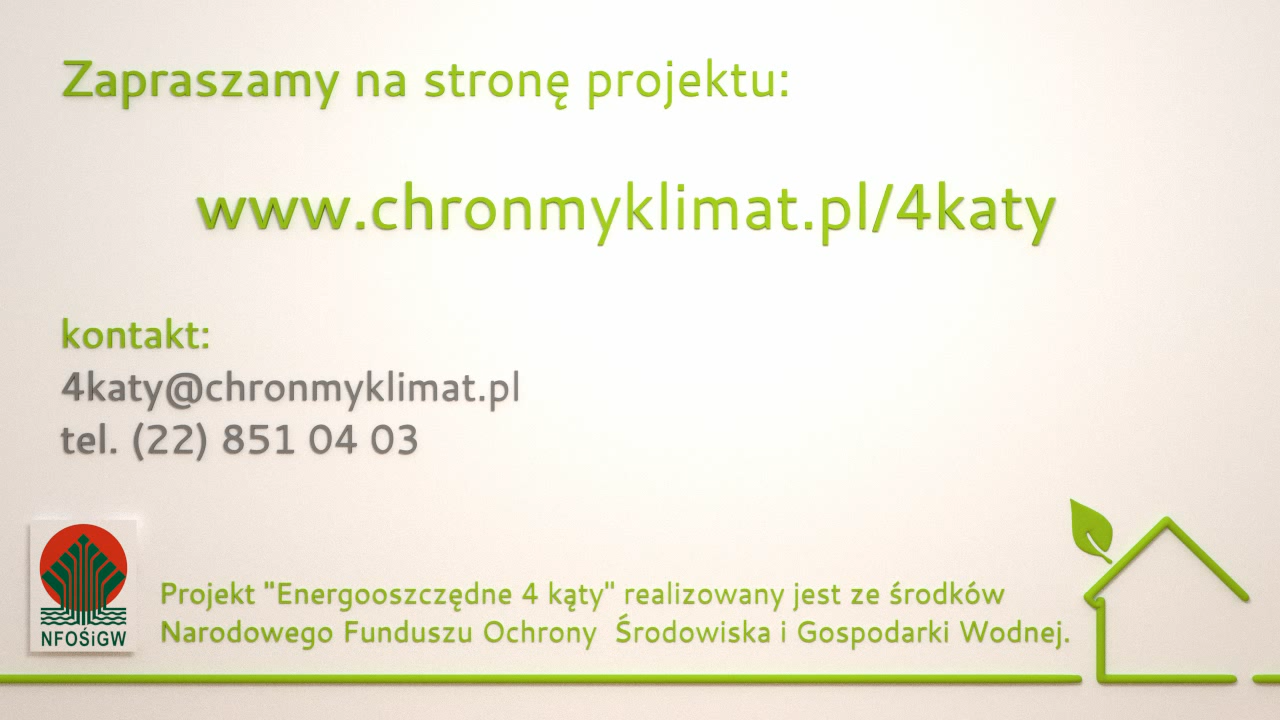 Zapraszamy na stronę projektu:
www.chronmyklimat.pl/4katy
kontakt:
4katy@chronmyklimat.pl
tel. (22) 851 04 03
NFOŚiGW
Projekt "Energooszczędne 4 kąty" realizowany jest ze środków
Narodowego Funduszu Ochrony Środowiska i Gospodarki Wodnej.